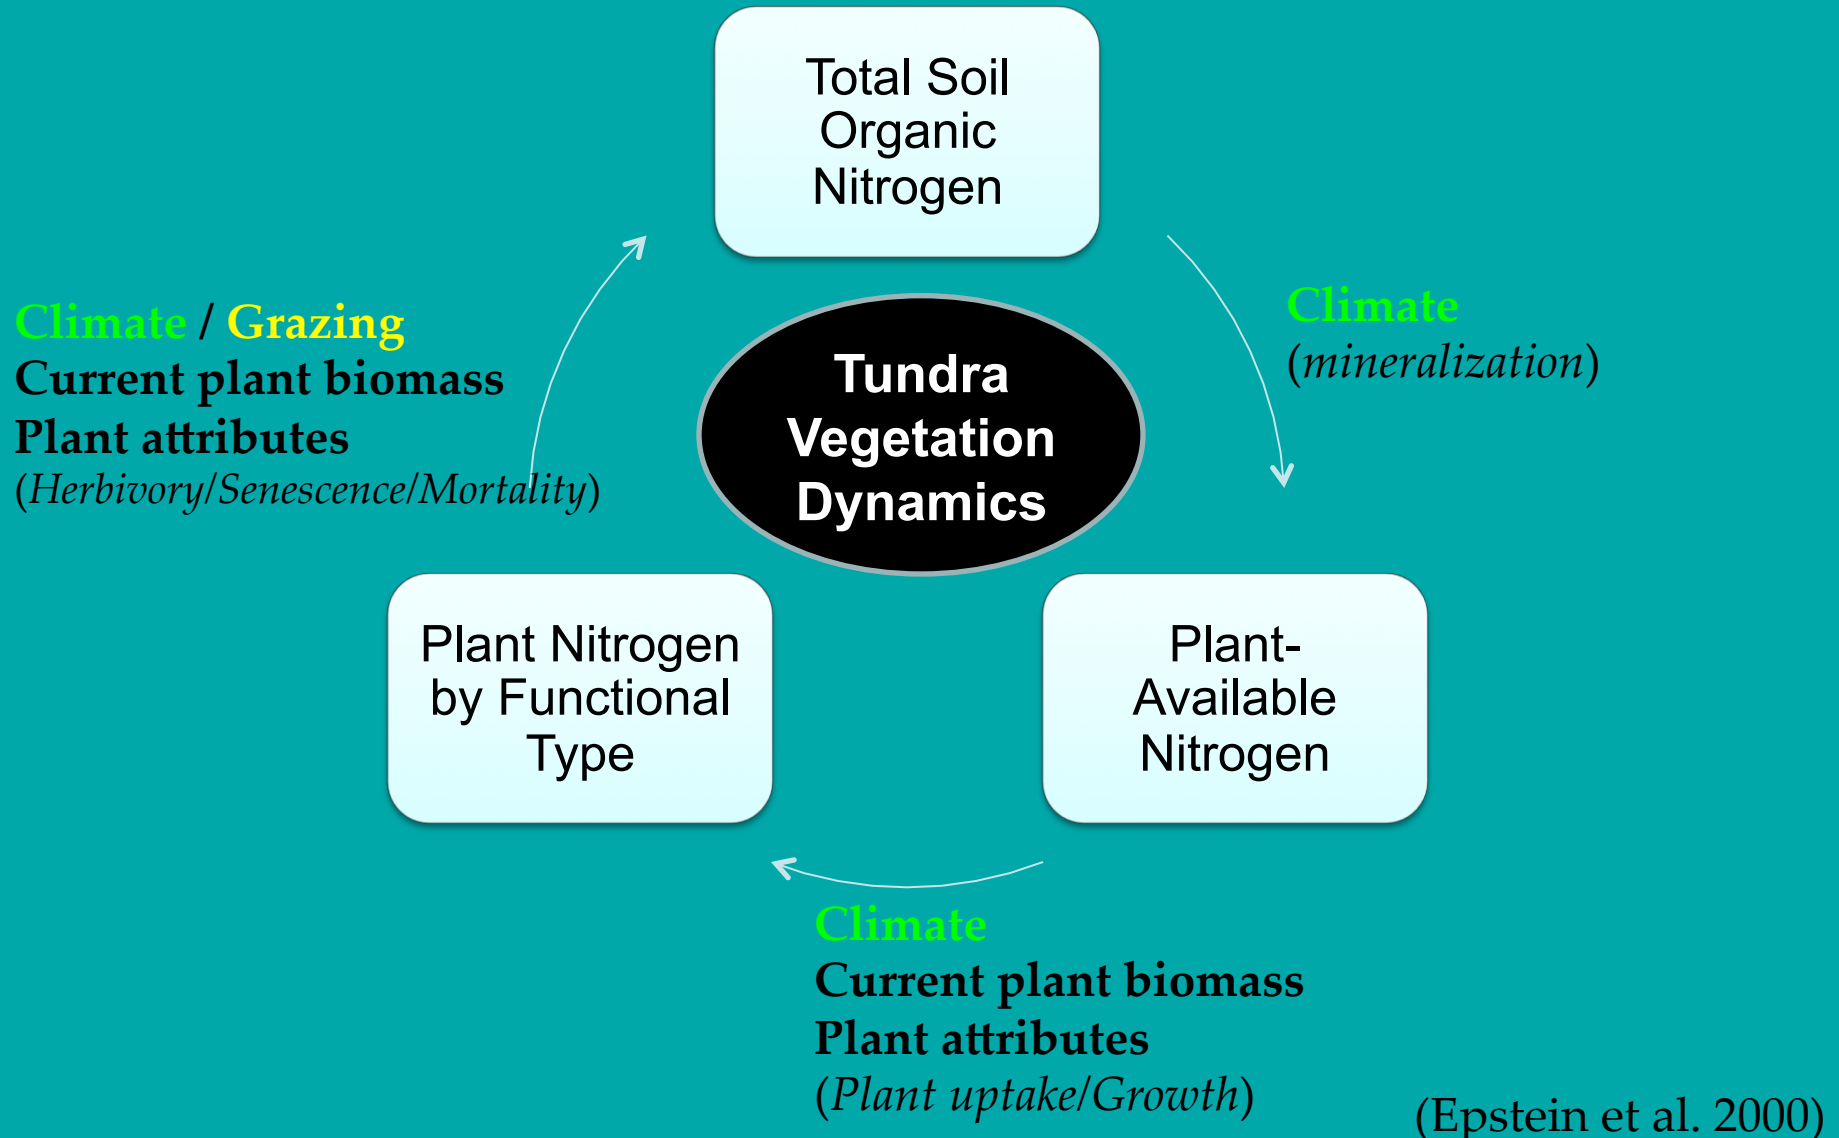 Total Soil
Organic
Nitrogen
Climate / Grazing
Current plant biomass
Plant attributes
(Herbivory/Senescence/Mortality)
Tundra
Vegetation
Dynamics
Climate
(mineralization)
Plant Nitrogen
by Functional
Type
Plant-
Available
Nitrogen
Climate
Current plant biomass
Plant attributes
(Plant uptake/Growth)
(Epstein et al. 2000)